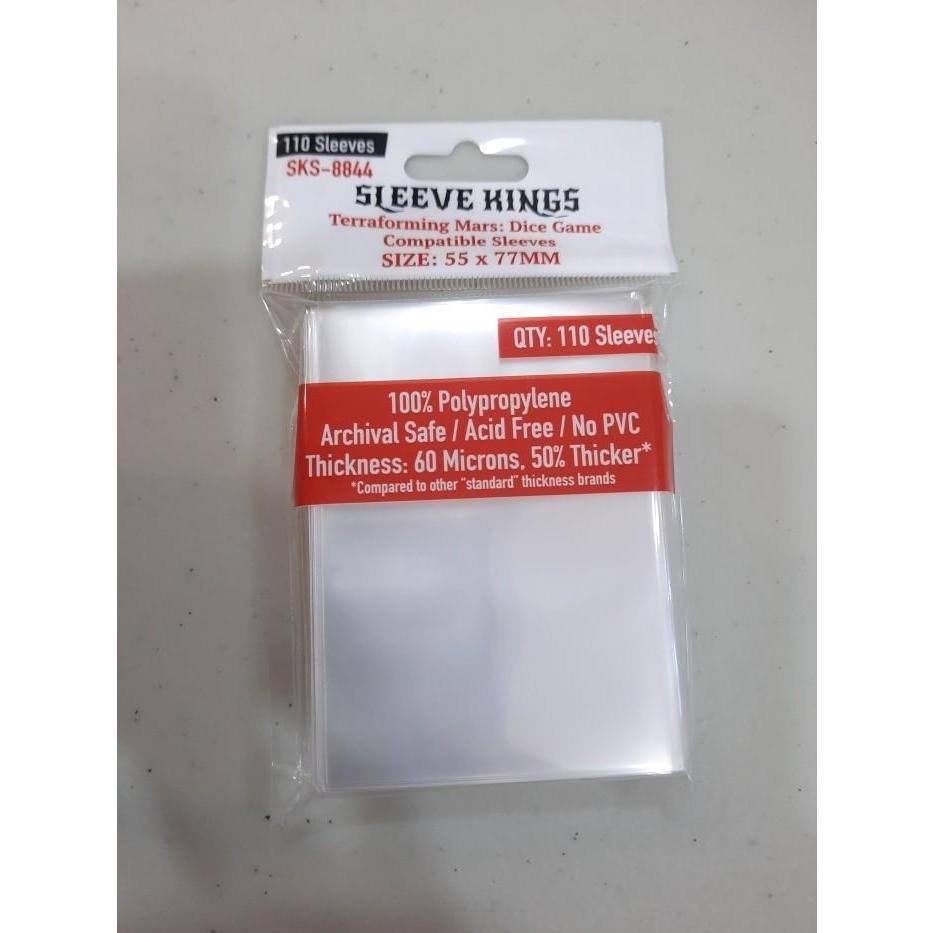 110 Sleeves
SKS-8844
SLEEVE KINGS
Terraforming Mars: Dice Game
Compatible Sleeves
SIZE: 55 x 77MM
QTY: 110 Sleeves
100% Polypropylene
Archival Safe / Acid Free / No PVC
Thickness: 60 Microns, 50% Thicker*
*Compared to other "standard" thickness brands